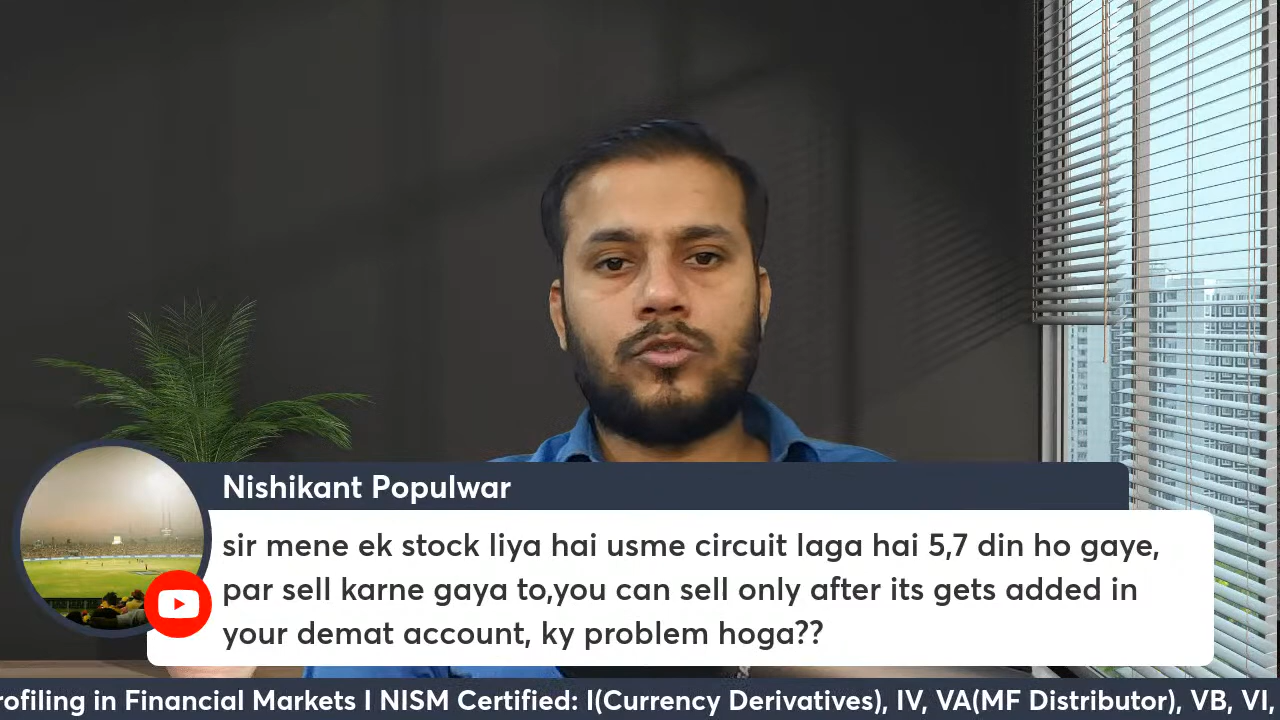 Nishikant Populwar
sir mene ek stock liya hai usme circuit laga hai 5,7 din ho gaye,
par sell karne gaya to,you can sell only after its gets added in
your demat account, ky problem hoga??
rofiling in Financial Markets I NISM Certified: I(Currency Derivatives), IV, VA(MF Distributor), VB, VI,